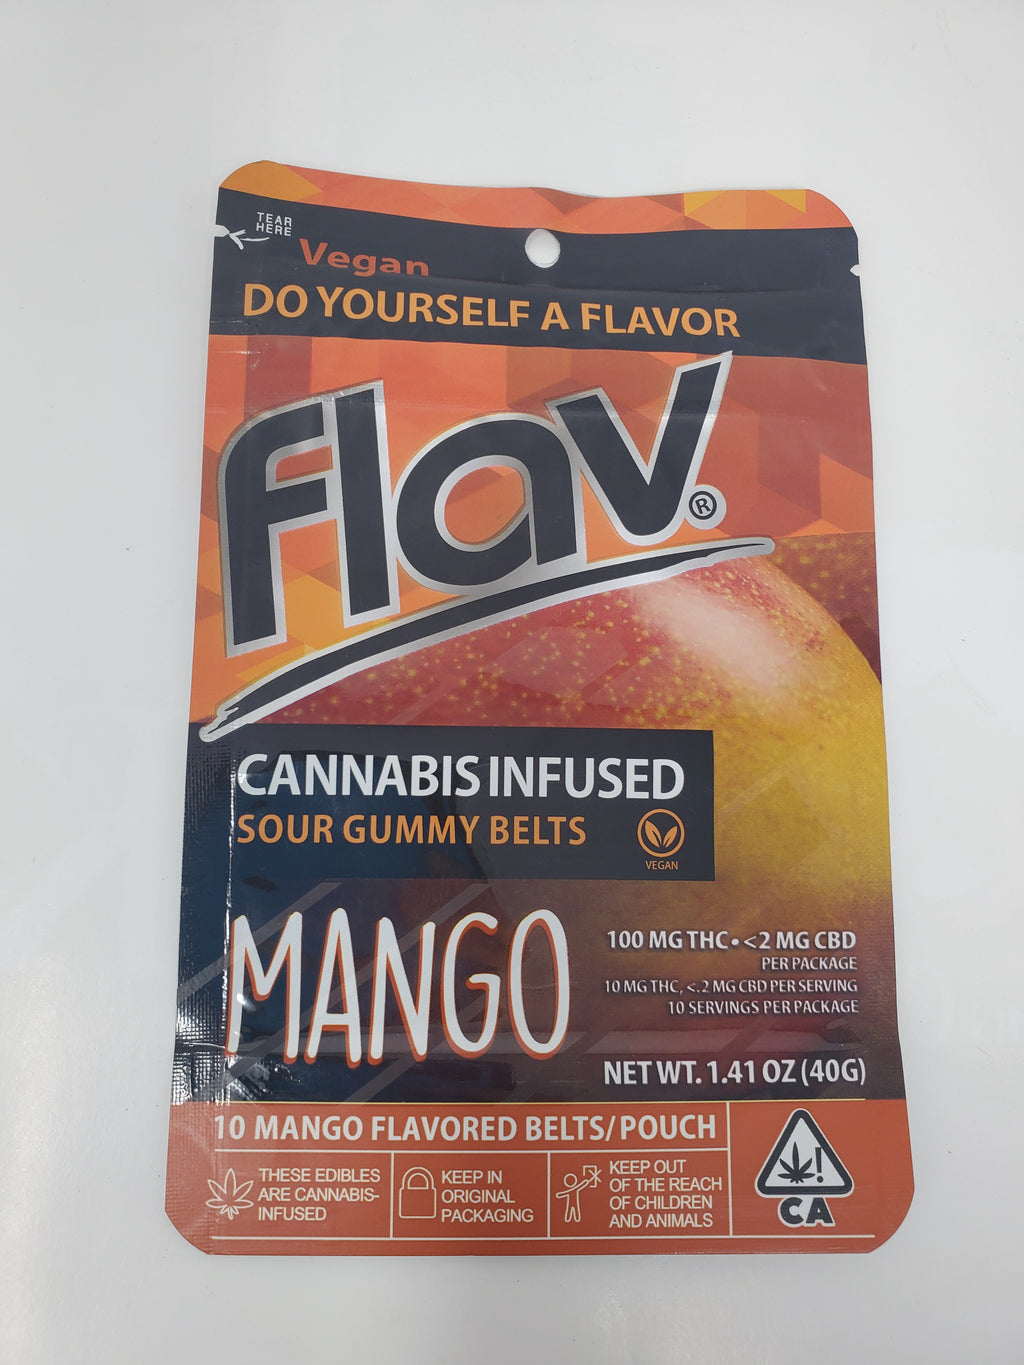 TEAR
HERE
Vegan
DO YOURSELF A FLAVOR
flav®
CANNABIS INFUSED
SOUR GUMMY BELTS
VEGAN
MANGO
100 MG THC • <2 MG CBD
PER PACKAGE
10 MG THC, <.2 MG CBD PER SERVING
10 SERVINGS PER PACKAGE
NET WT. 1.41 OZ (40G)
10 MANGO FLAVORED BELTS/POUCH
THESE EDIBLES
ARE CANNABIS-
INFUSED
KEEP IN
ORIGINAL
PACKAGING
KEEP OUT
OF THE REACH
OF CHILDREN
AND ANIMALS
!
CA